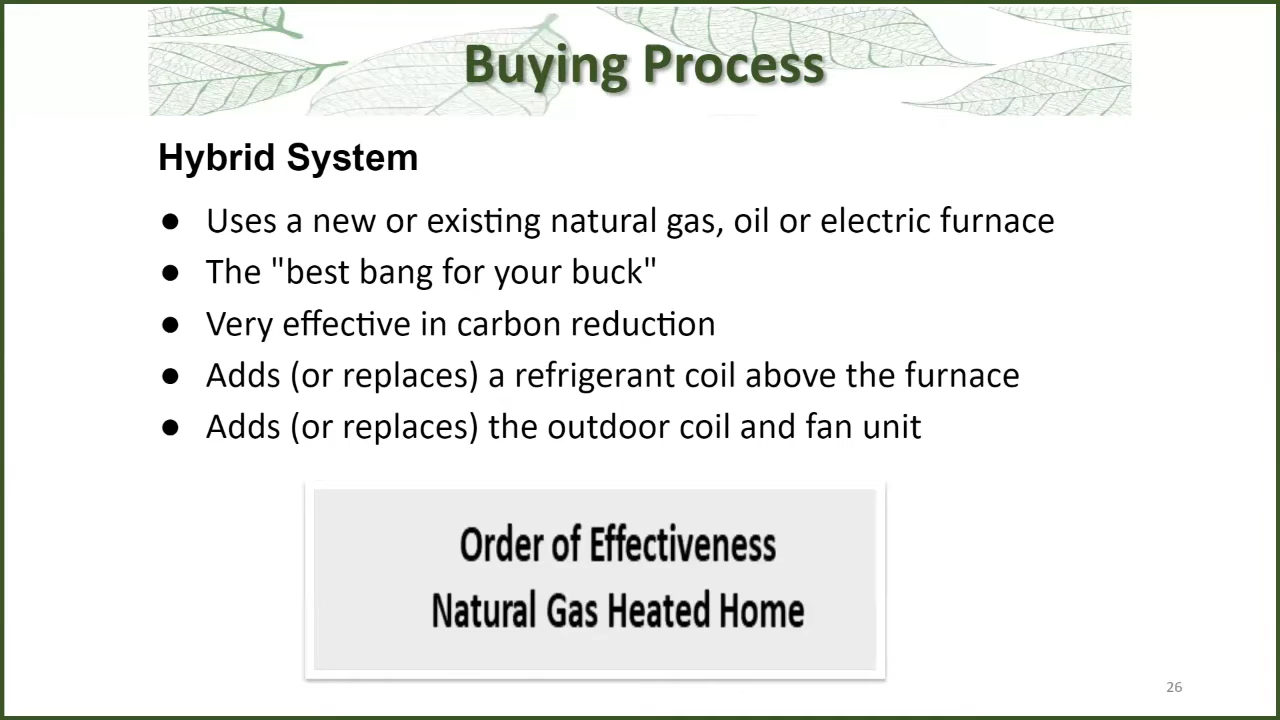 Buying Process
Hybrid System
● Uses a new or existing natural gas, oil or electric furnace
● The "best bang for your buck"
● Very effective in carbon reduction
● Adds (or replaces) a refrigerant coil above the furnace
● Adds (or replaces) the outdoor coil and fan unit
Order of Effectiveness
Natural Gas Heated Home
26